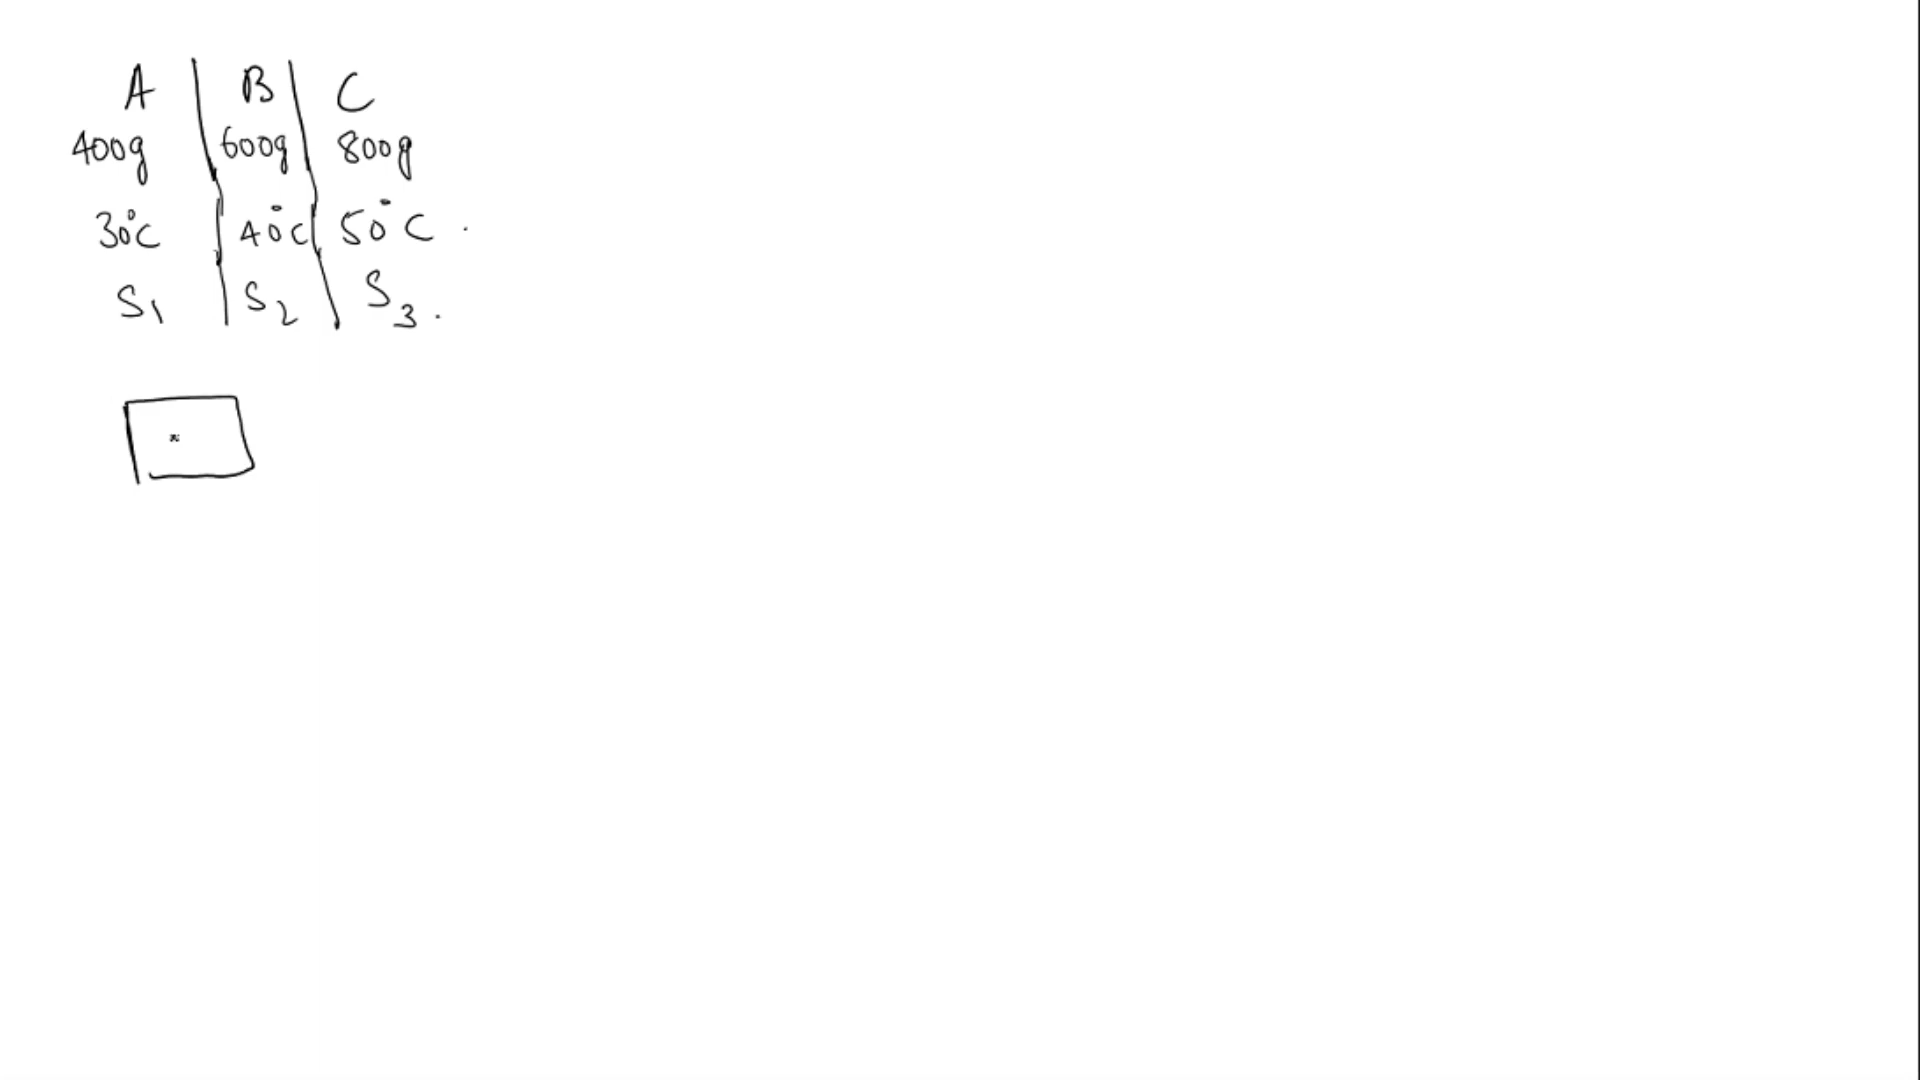 A | B | C
400g | 600g | 800g
30°C | 40°C | 50°C .
S1 | S2 | S3 .